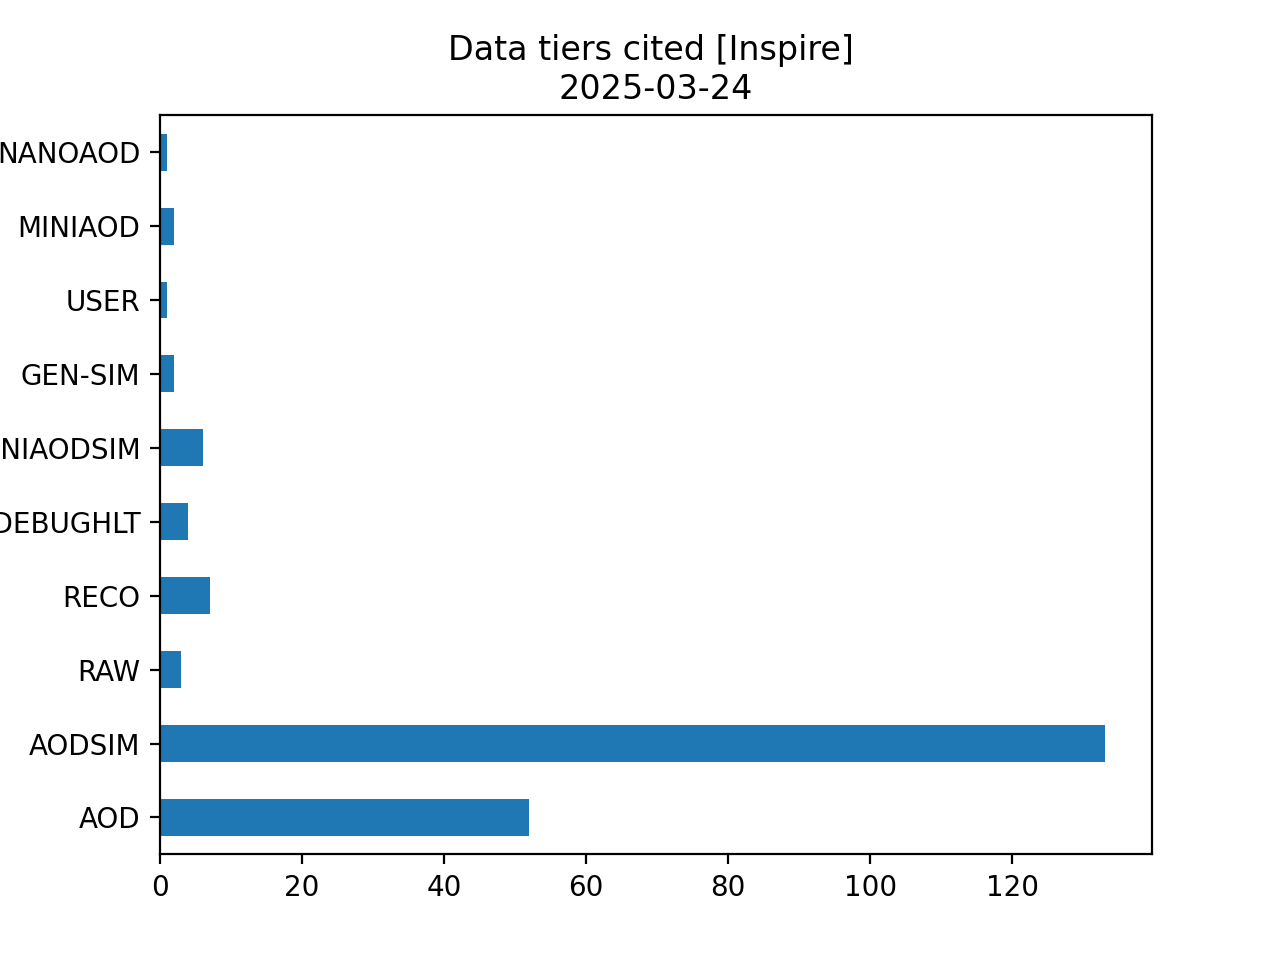 Data tiers cited [Inspire]
2025-03-24
NANOAOD
MINIAOD
USER
GEN-SIM
NIAODSIM
DEBUGHLT
RECO
RAW
AODSIM
AOD
0 20 40 60 80 100 120